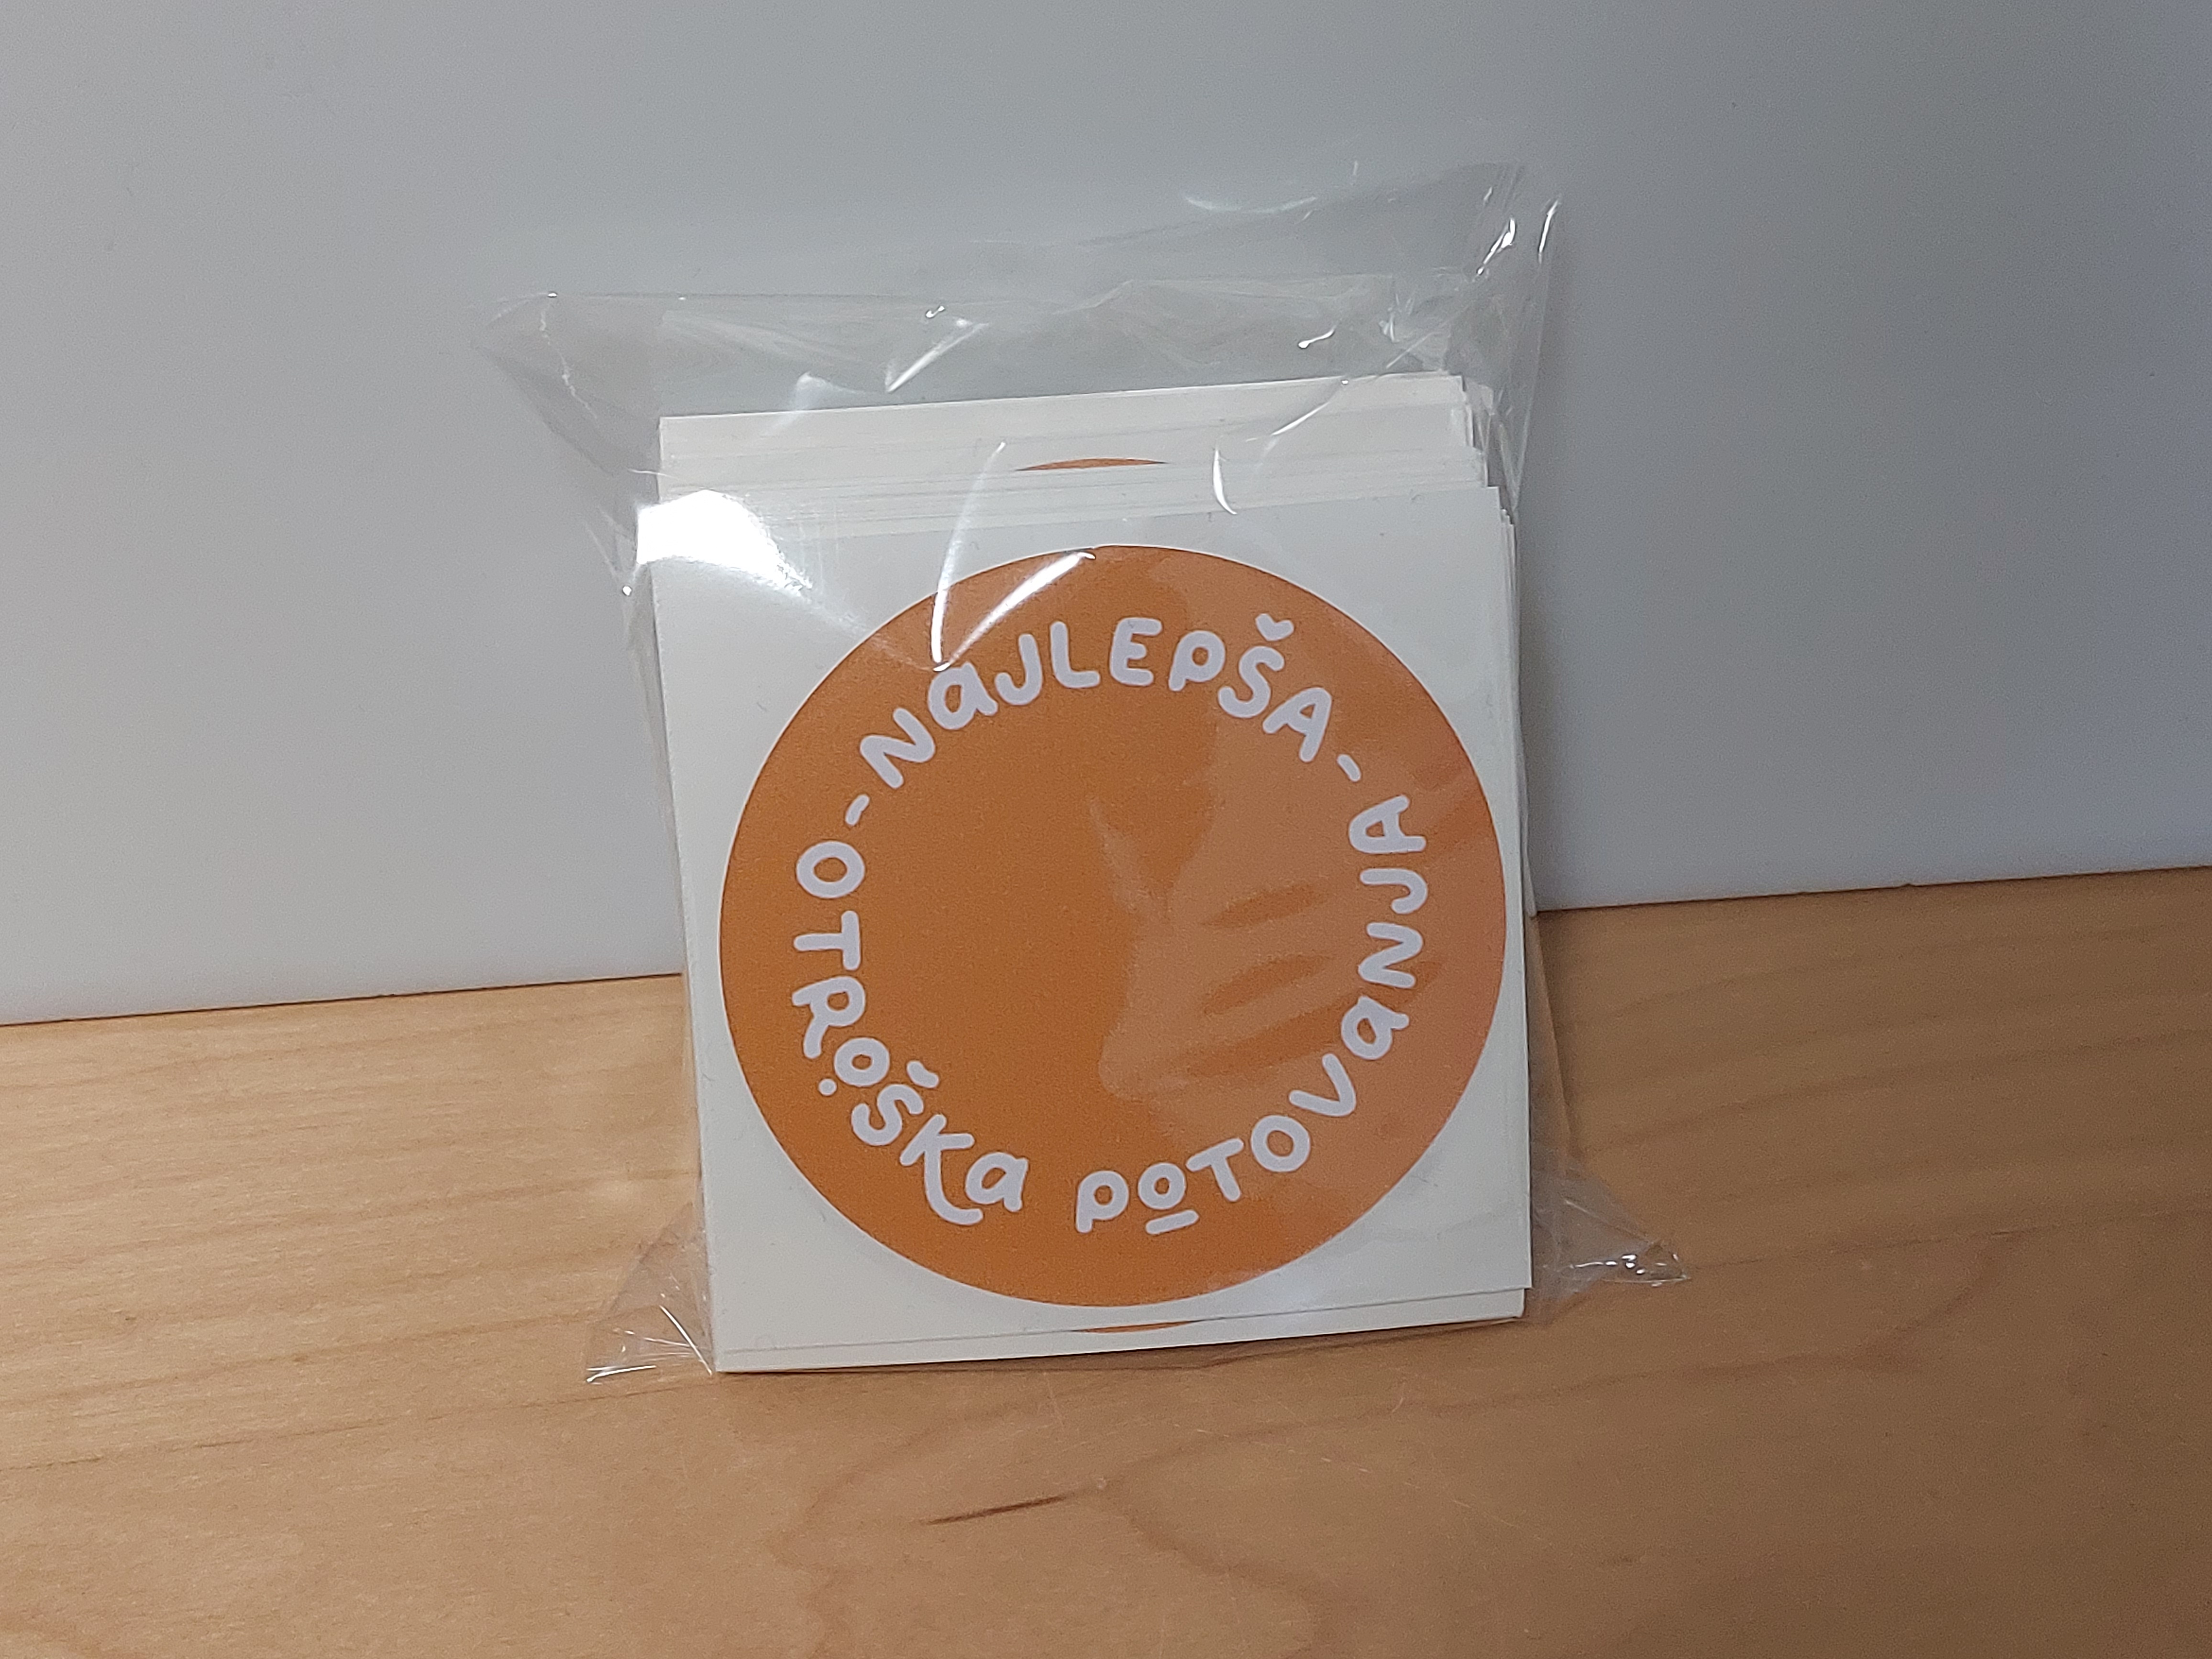 - NaJLEPŠA -
OTROŠKa POTOVaNJA